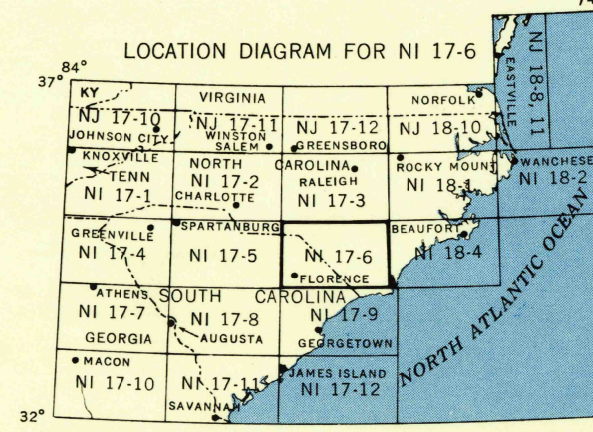 74
LOCATION DIAGRAM FOR NI 17-6
84°
37°
KY
VIRGINIA
NORFOLK
NJ 18-8, 11
EASTVILLE
NJ 17-10
NJ 17-11
NJ 17-12
NJ 18-10
JOHNSON CITY
WINSTON
SALEM
GREENSBORO
KNOXVILLE
NORTH CAROLINA
ROCKY MOUNT
WANCHESE
TENN
NI 17-2
RALEIGH
NI 18-1
NI 18-2
NI 17-1
CHARLOTTE
NI 17-3
GREENVILLE
SPARTANBURG
BEAUFORT
NI 17-4
NI 17-5
NI 17-6
NI 18-4
FLORENCE
ATHENS
SOUTH CAROLINA
NI 17-7
NI 17-8
NI 17-9
GEORGIA
AUGUSTA
GEORGETOWN
NORTH ATLANTIC OCEAN
MACON
JAMES ISLAND
NI 17-10
NI 17-11
NI 17-12
SAVANNAH
32°